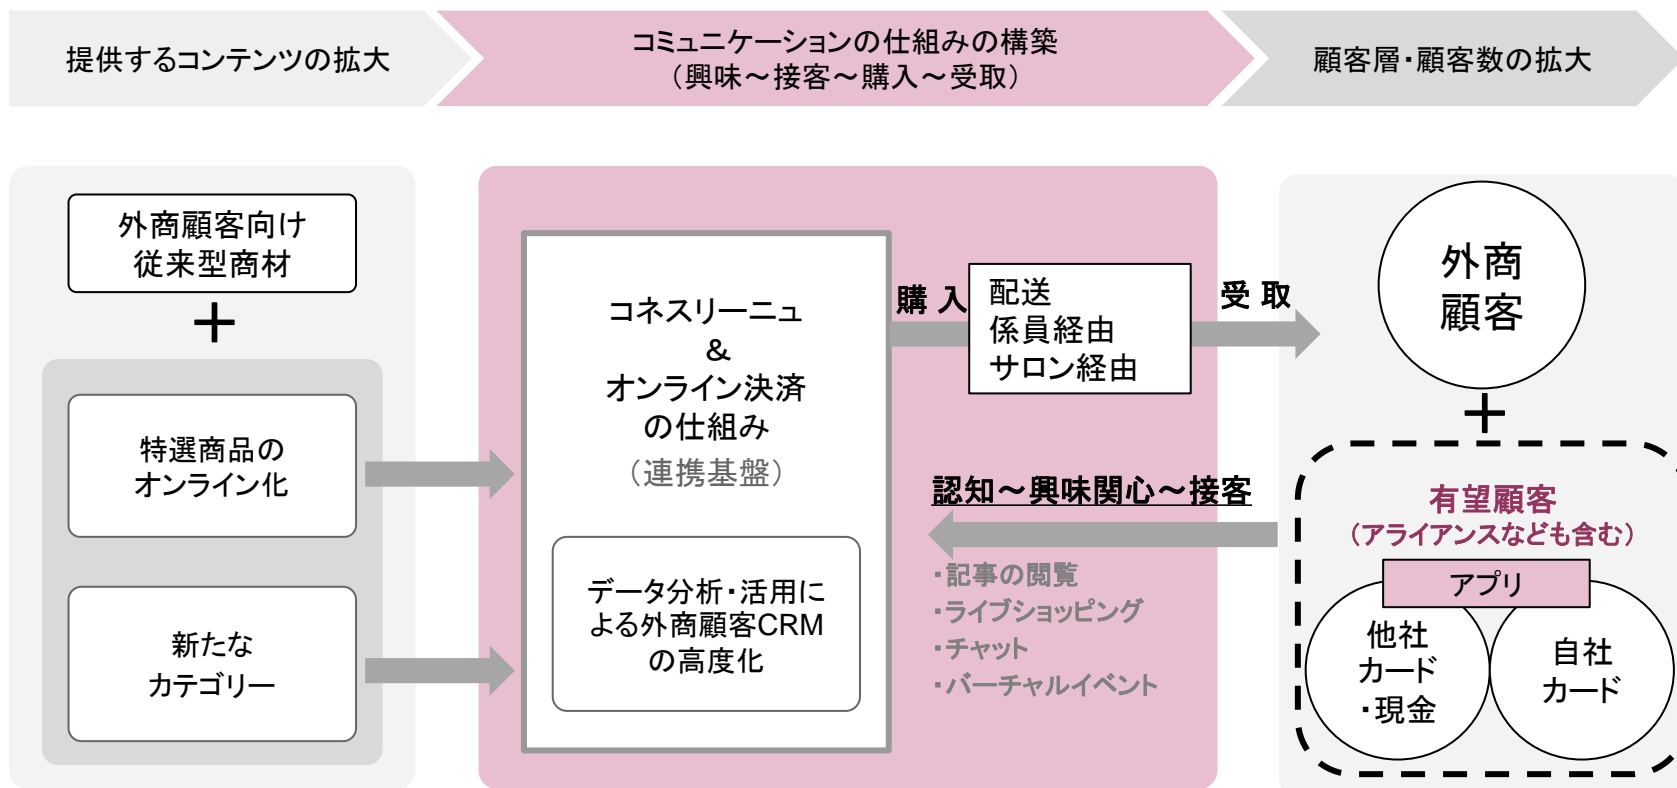 提供するコンテンツの拡大
コミュニケーションの仕組みの構築
（興味～接客～購入～受取）
顧客層・顧客数の拡大
外商顧客向け
従来型商材
＋
特選商品の
オンライン化
新たな
カテゴリー
コネスリーニュ
&
オンライン決済
の仕組み
（連携基盤）
データ分析・活用に
よる外商顧客CRM
の高度化
購 入
配送
係員経由
サロン経由
受 取
認知～興味関心～接客
・記事の閲覧
・ライブショッピング
・チャット
・バーチャルイベント
外商
顧客
＋
有望顧客
（アライアンスなども含む）
アプリ
他社
カード
・現金
自社
カード